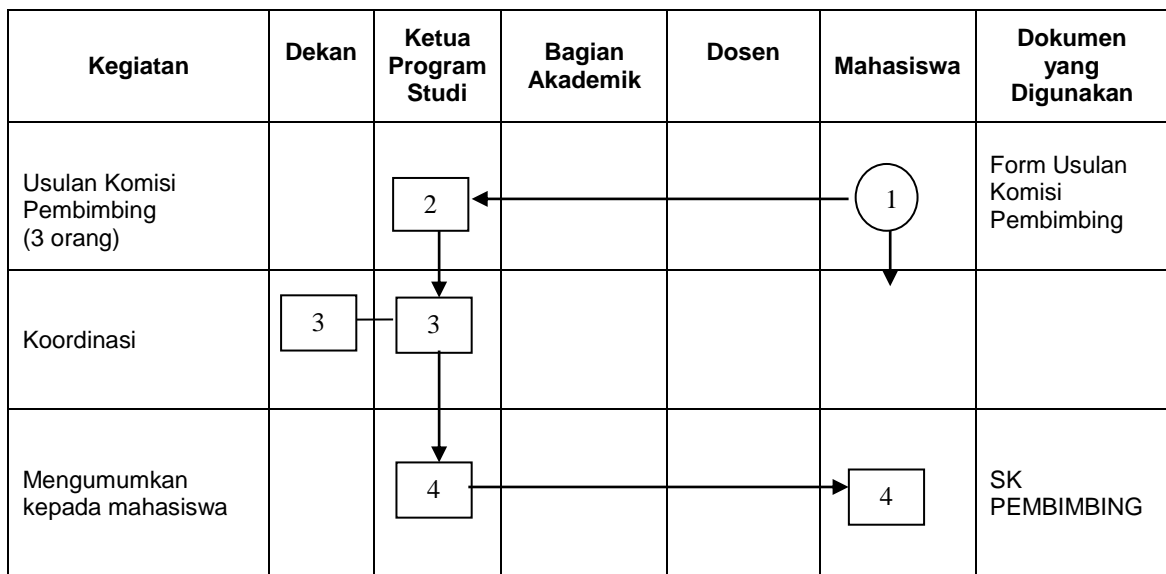 Kegiatan
Dekan
Ketua
Program
Studi
Bagian
Akademik
Dosen
Mahasiswa
Dokumen
yang
Digunakan
Usulan Komisi
Pembimbing
(3 orang)
2
1
Form Usulan
Komisi
Pembimbing
Koordinasi
3
3
Mengumumkan
kepada mahasiswa
4
4
SK
PEMBIMBING